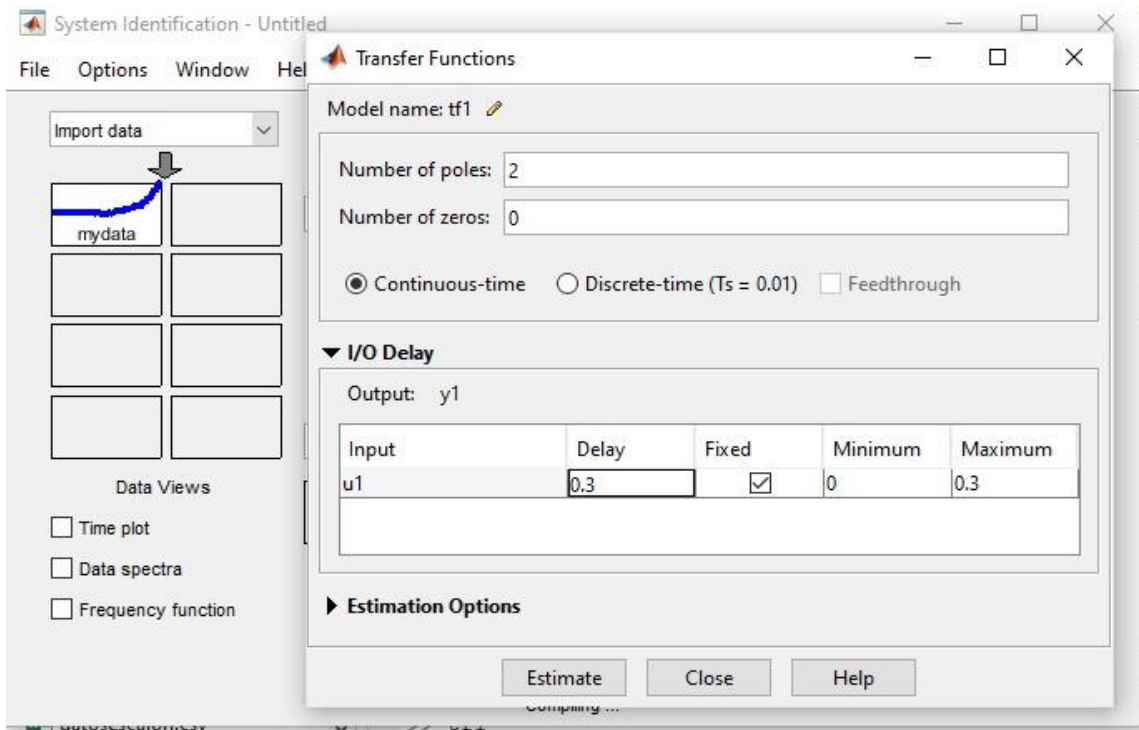 System Identification - Untitled
File Options Window Hel
Import data
mydata
Data Views
Time plot
Data spectra
Frequency function
Transfer Functions
Model name: tf1
Number of poles: 2
Number of zeros: 0
Continuous-time Discrete-time (Ts = 0.01) Feedthrough
I/O Delay
Output: y1
Input Delay Fixed Minimum Maximum
u1 0.3 0 0.3
Estimation Options
Estimate Close Help